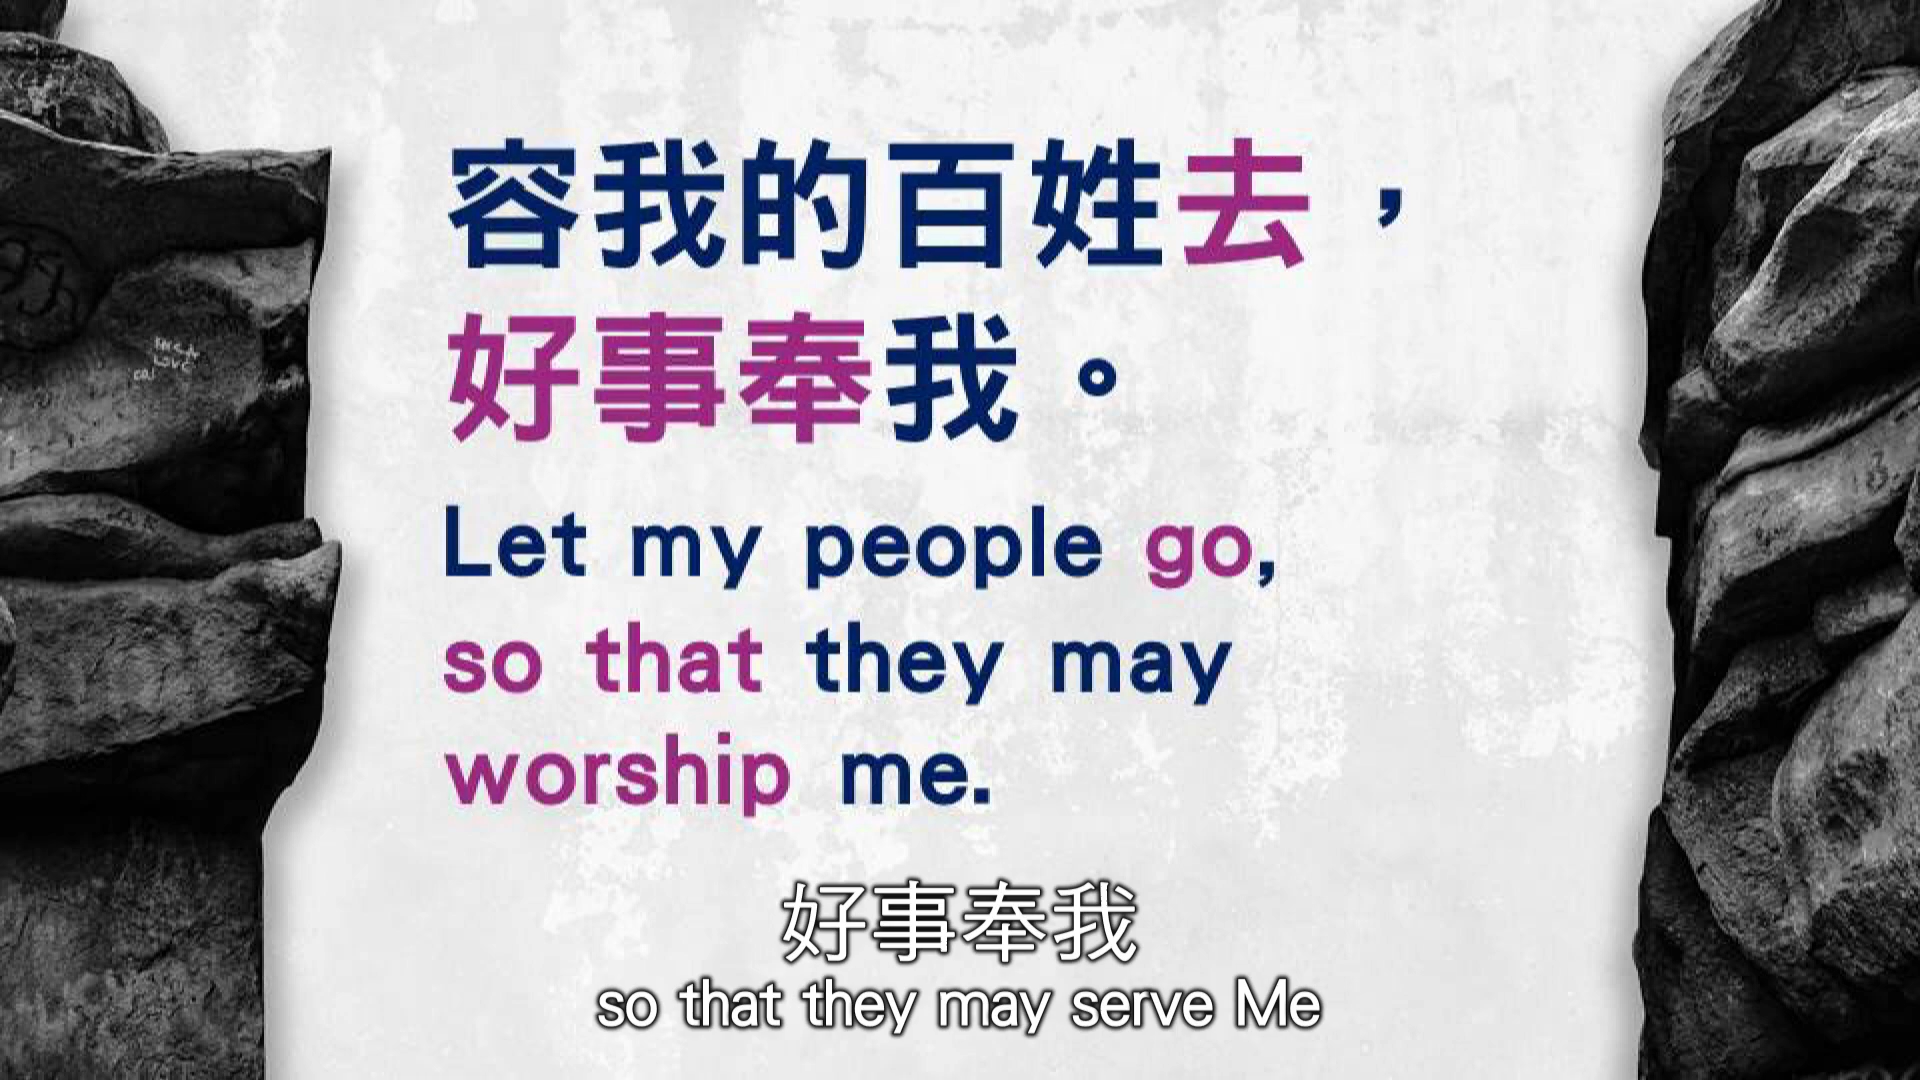 容我的百姓去，
好事奉我。
Let my people go,
so that they may
worship me.
好事奉我
so that they may serve Me